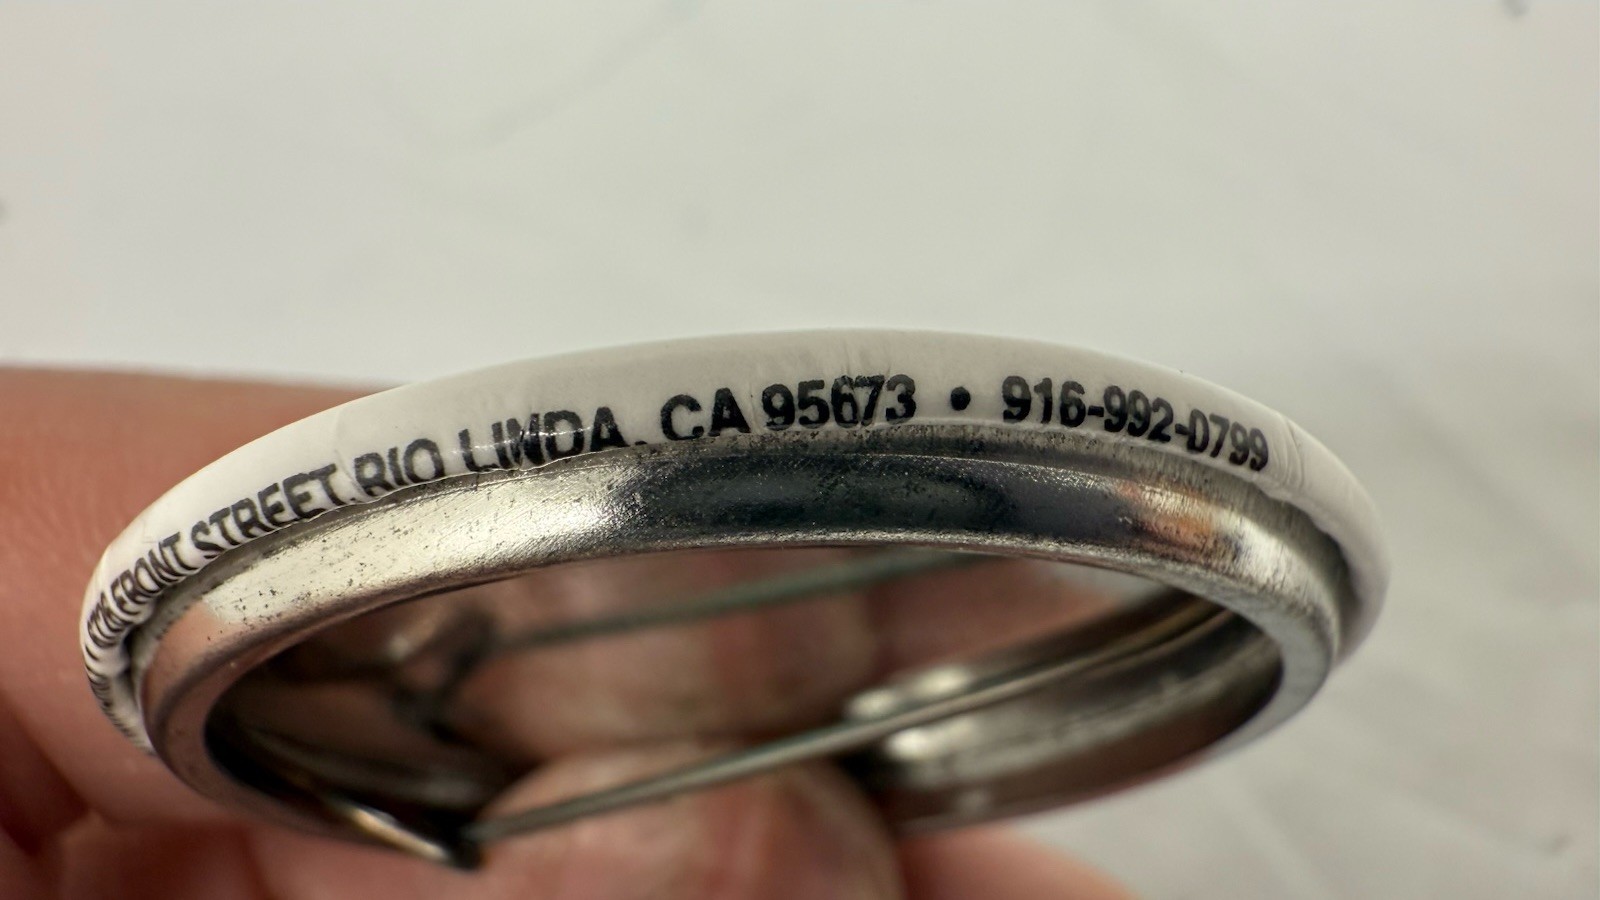 FRONT STREET, RIO LINDA, CA 95673 • 916-992-0799